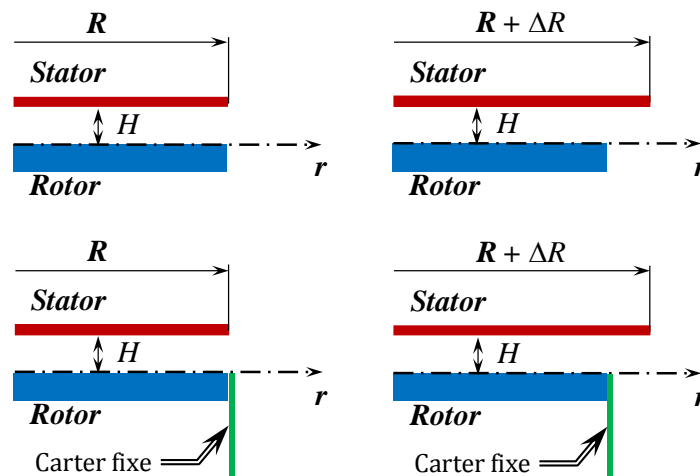 R
R + ΔR
Stator
Stator
H
H
Rotor
r
Rotor
r
R
R + ΔR
Stator
Stator
H
H
Rotor
r
Rotor
r
Carter fixe
Carter fixe